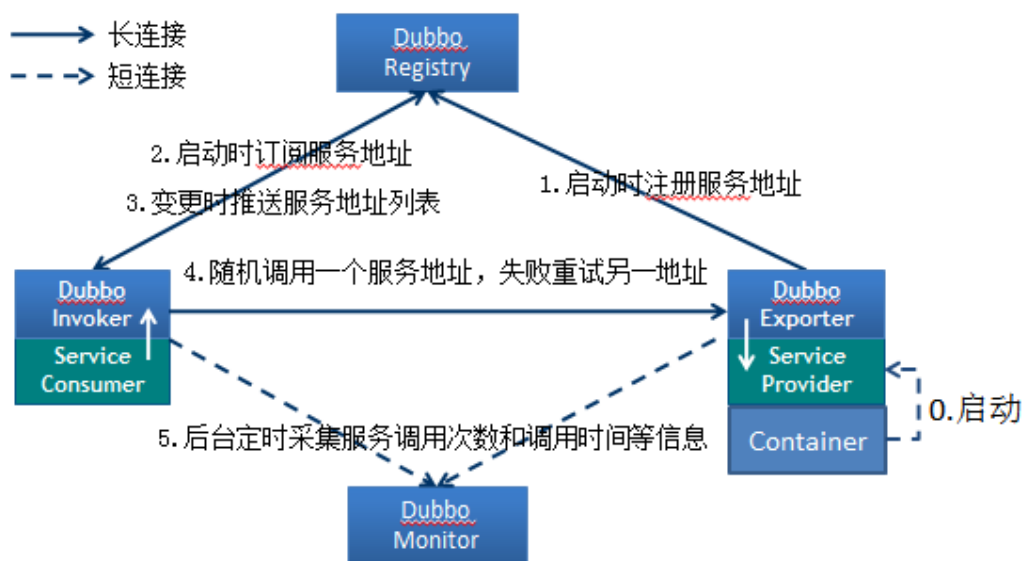 长连接
短连接
Dubbo
Registry
2.启动时订阅服务地址
3.变更时推送服务地址列表
1.启动时注册服务地址
4.随机调用一个服务地址，失败重试另一地址
Dubbo
Invoker
Service
Consumer
Dubbo
Exporter
Service
Provider
Container
0.启动
5.后台定时采集服务调用次数和调用时间等信息
Dubbo
Monitor